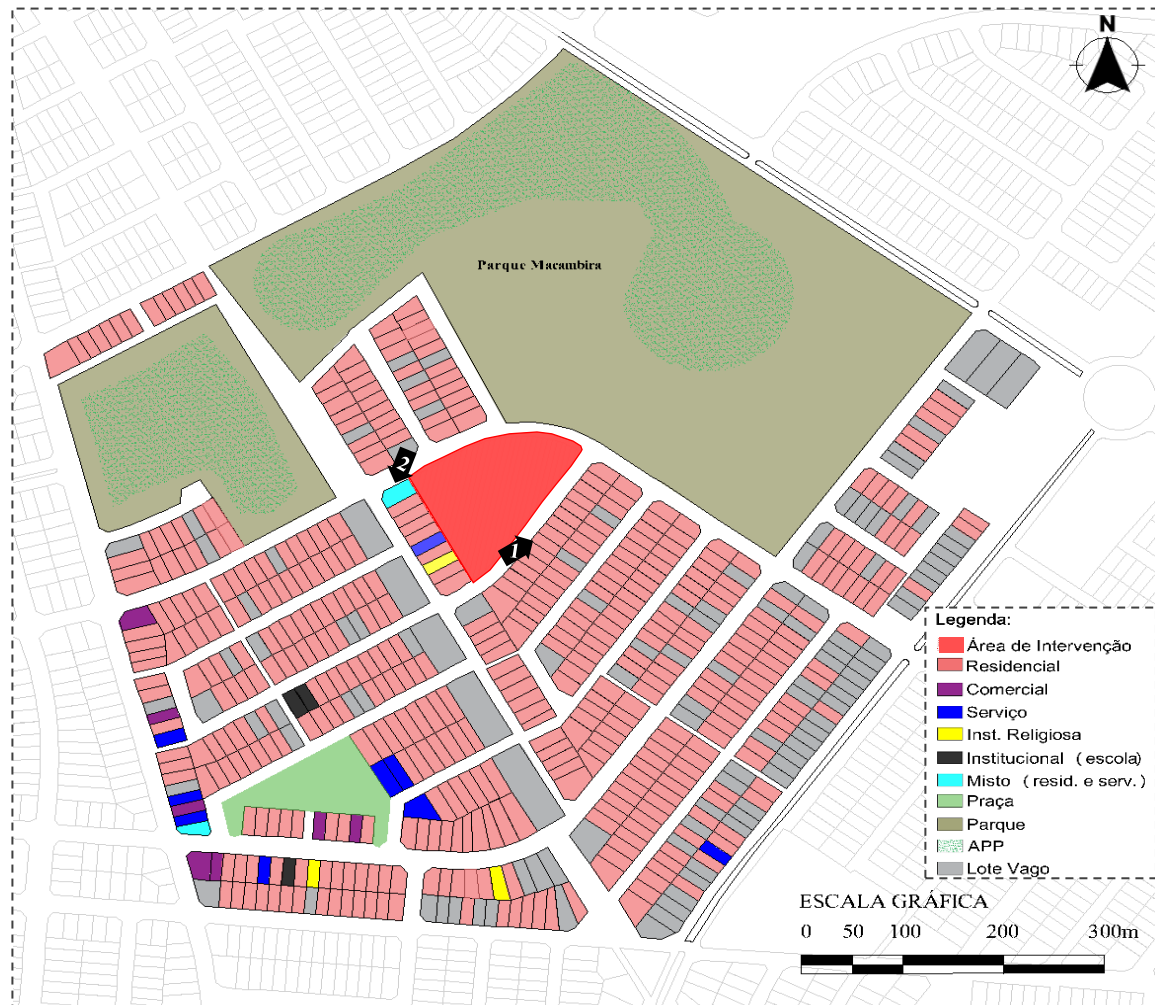 N
Parque Macambira
2
1
Legenda:
Área de Intervenção
Residencial
Comercial
Serviço
Inst. Religiosa
Institucional ( escola)
Misto ( resid. e serv. )
Praça
Parque
APP
Lote Vago
ESCALA GRÁFICA
0 50 100 200 300m